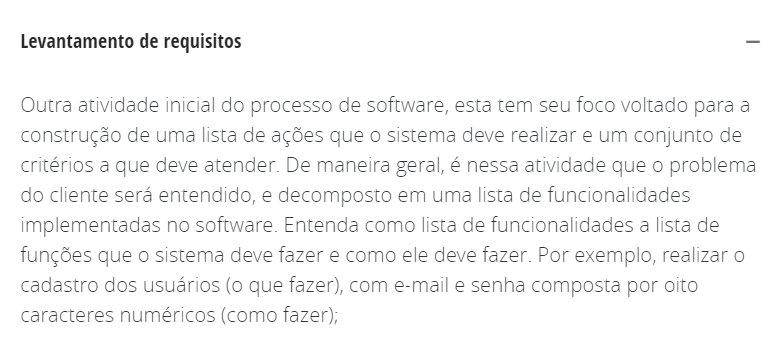 Levantamento de requisitos
Outra atividade inicial do processo de software, esta tem seu foco voltado para a
construção de uma lista de ações que o sistema deve realizar e um conjunto de
critérios a que deve atender. De maneira geral, é nessa atividade que o problema
do cliente será entendido, e decomposto em uma lista de funcionalidades
implementadas no software. Entenda como lista de funcionalidades a lista de
funções que o sistema deve fazer e como ele deve fazer. Por exemplo, realizar o
cadastro dos usuários (o que fazer), com e-mail e senha composta por oito
caracteres numéricos (como fazer);